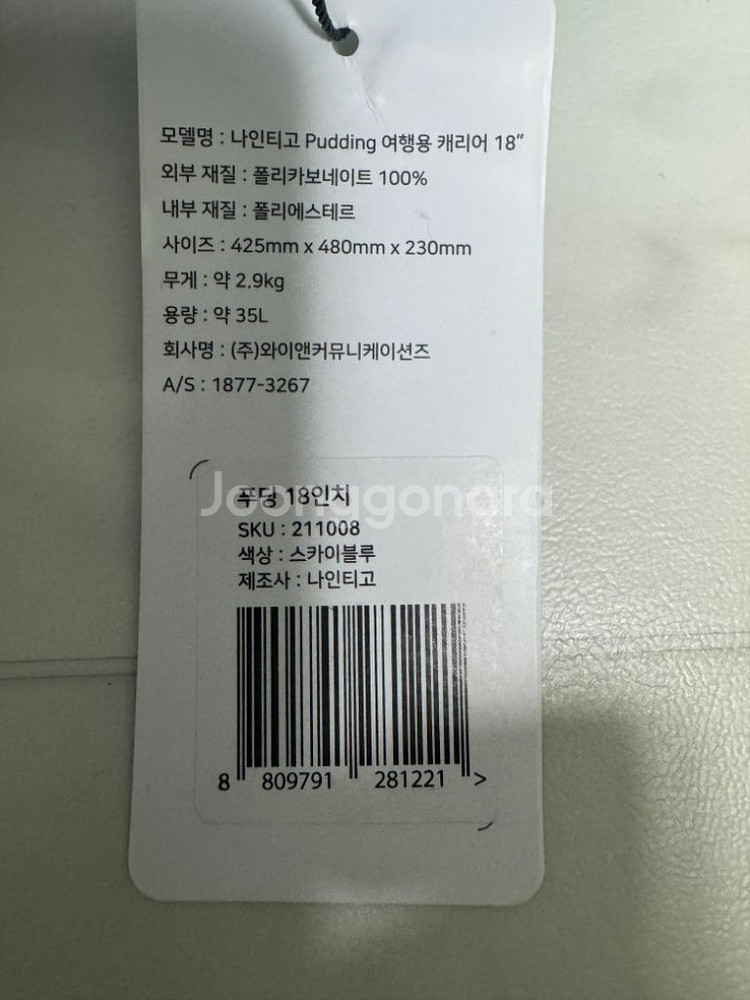 모델명 : 나인티고 Pudding 여행용 캐리어 18”
외부 재질 : 폴리카보네이트 100%
내부 재질 : 폴리에스테르
사이즈 : 425mm x 480mm x 230mm
무게 : 약 2.9kg
용량 : 약 35L
회사명 : (주)와이앤커뮤니케이션즈
A/S : 1877-3267
Joonggonara
푸딩 18인치
SKU : 211008
색상 : 스카이블루
제조사 : 나인티고
8 809791 281221 >